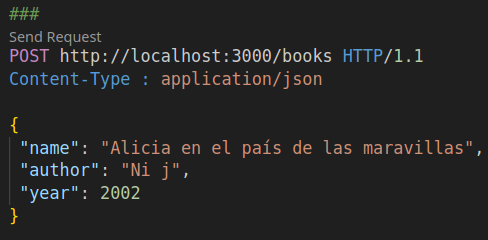 ###
Send Request
POST http://localhost:3000/books HTTP/1.1
Content-Type : application/json
{
"name": "Alicia en el país de las maravillas",
"author": "Ni j",
"year": 2002
}